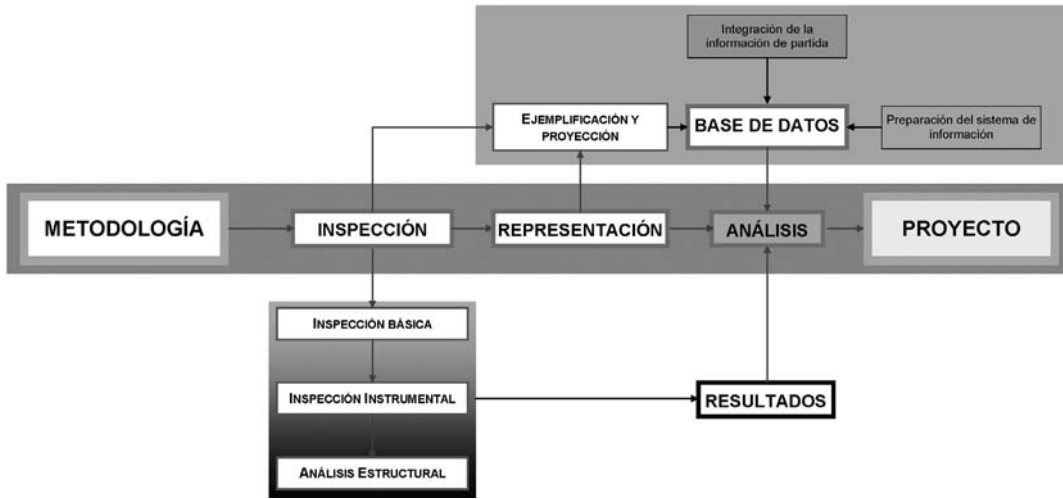 Integración de la
información de partida
EJEMPLIFICACIÓN Y
PROYECCIÓN
BASE DE DATOS
Preparación del sistema de
información
METODOLOGÍA
INSPECCIÓN
REPRESENTACIÓN
ANÁLISIS
PROYECTO
INSPECCIÓN BÁSICA
INSPECCIÓN INSTRUMENTAL
RESULTADOS
ANÁLISIS ESTRUCTURAL